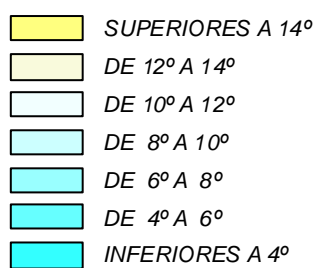 SUPERIORES A 14º
DE 12º A 14º
DE 10º A 12º
DE 8º A 10º
DE 6º A 8º
DE 4º A 6º
INFERIORES A 4º